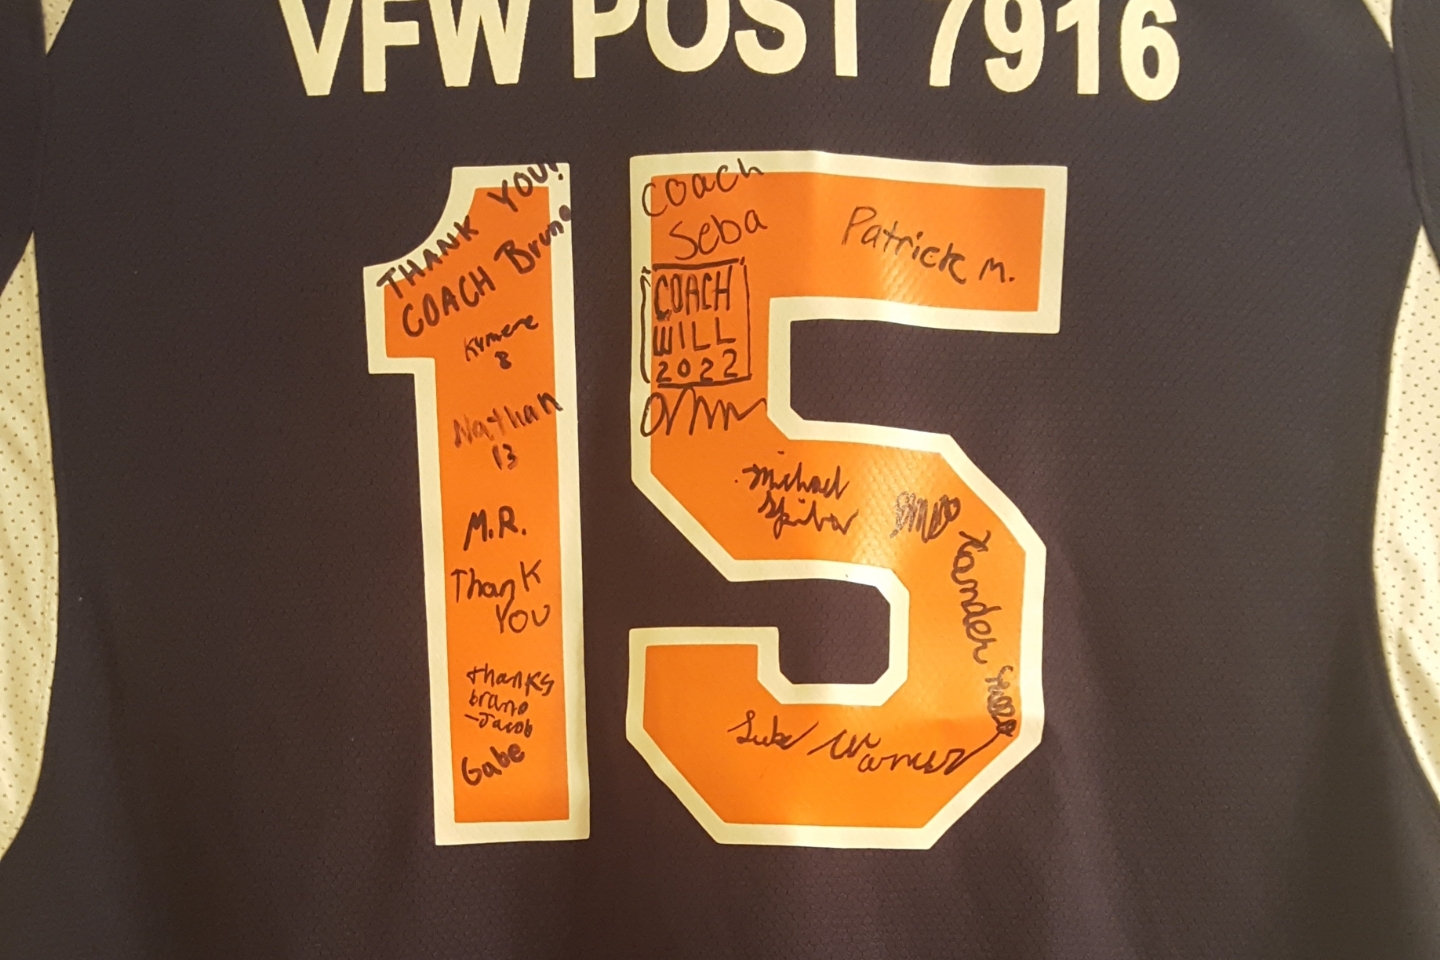 VFW POST 7916
15
THANK YOU!
COACH Bruno
8
Nathan
13
M.R.
Thank
YOU
thanks
bruno
-Jacob
Gabe
Coach
Seba
COACH
WILL
2022
Patrick M.
Michael
Xander
Luke